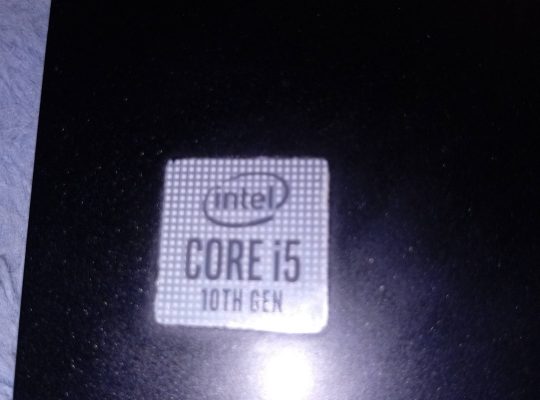 intel
CORE i5
10TH GEN